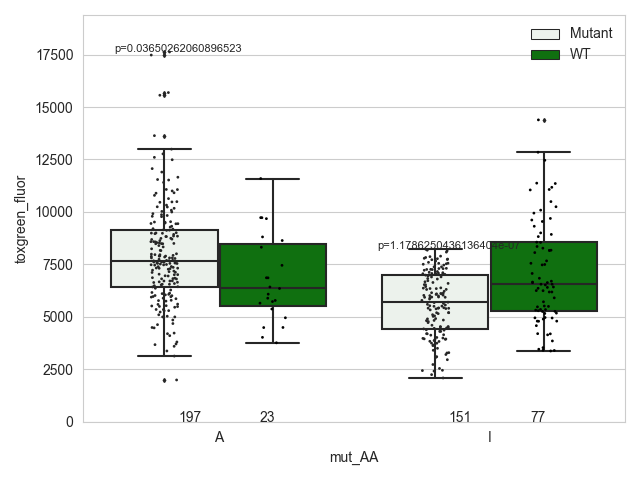 p=0.03650262060896523
Mutant
WT
17500
15000
12500
10000
7500
5000
2500
0
toxgreen_fluor
p=1.1786250436136404e-07
197
23
151
77
A
I
mut_AA